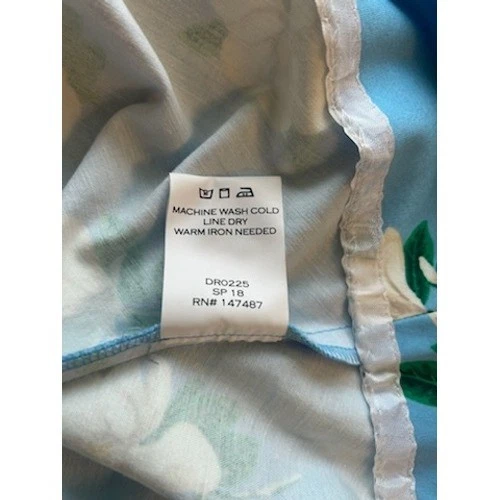 MACHINE WASH COLD
LINE DRY
WARM IRON NEEDED
DR0225
SP 18
RN# 147487